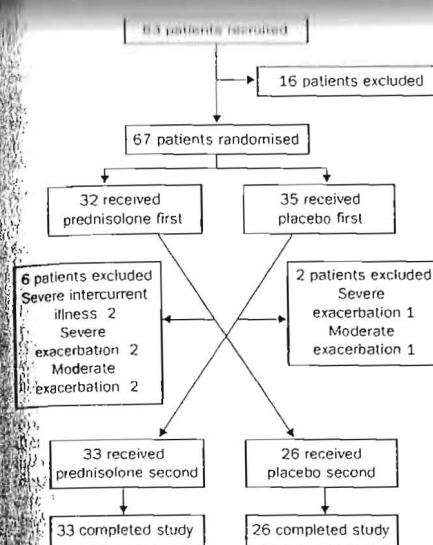 83 patients recruited
16 patients excluded
67 patients randomised
32 received
prednisolone first
35 received
placebo first
6 patients excluded
Severe intercurrent
illness 2
Severe
exacerbation 2
Moderate
exacerbation 2
2 patients excluded
Severe
exacerbation 1
Moderate
exacerbation 1
33 received
prednisolone second
26 received
placebo second
33 completed study
26 completed study